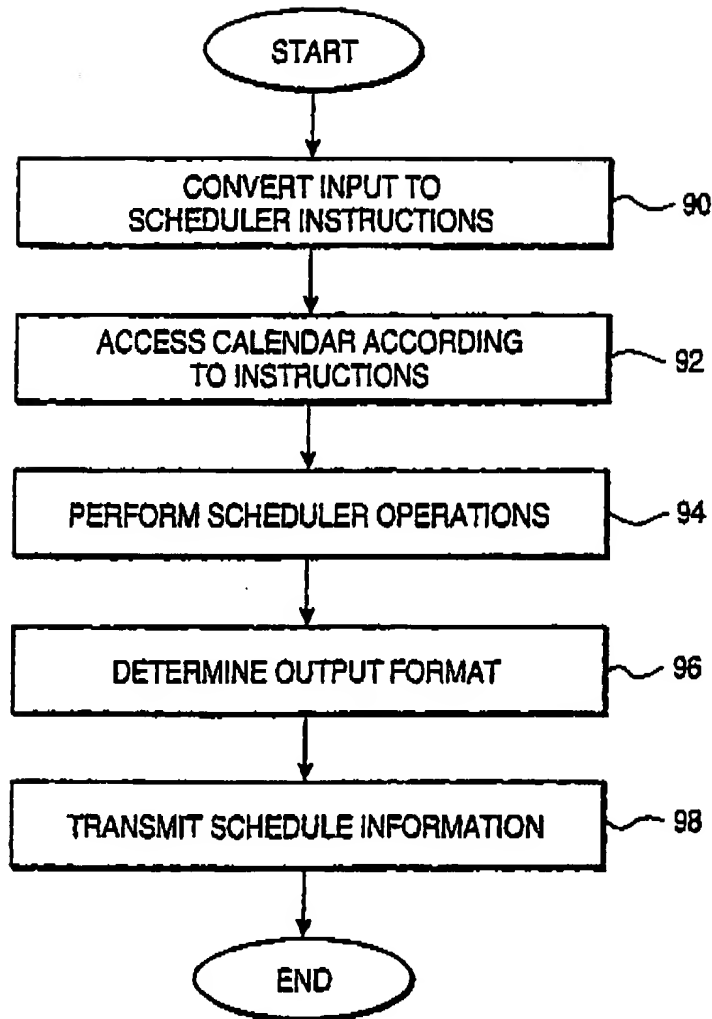 START
CONVERT INPUT TO
SCHEDULER INSTRUCTIONS
90
ACCESS CALENDAR ACCORDING
TO INSTRUCTIONS
92
PERFORM SCHEDULER OPERATIONS
94
DETERMINE OUTPUT FORMAT
96
TRANSMIT SCHEDULE INFORMATION
98
END